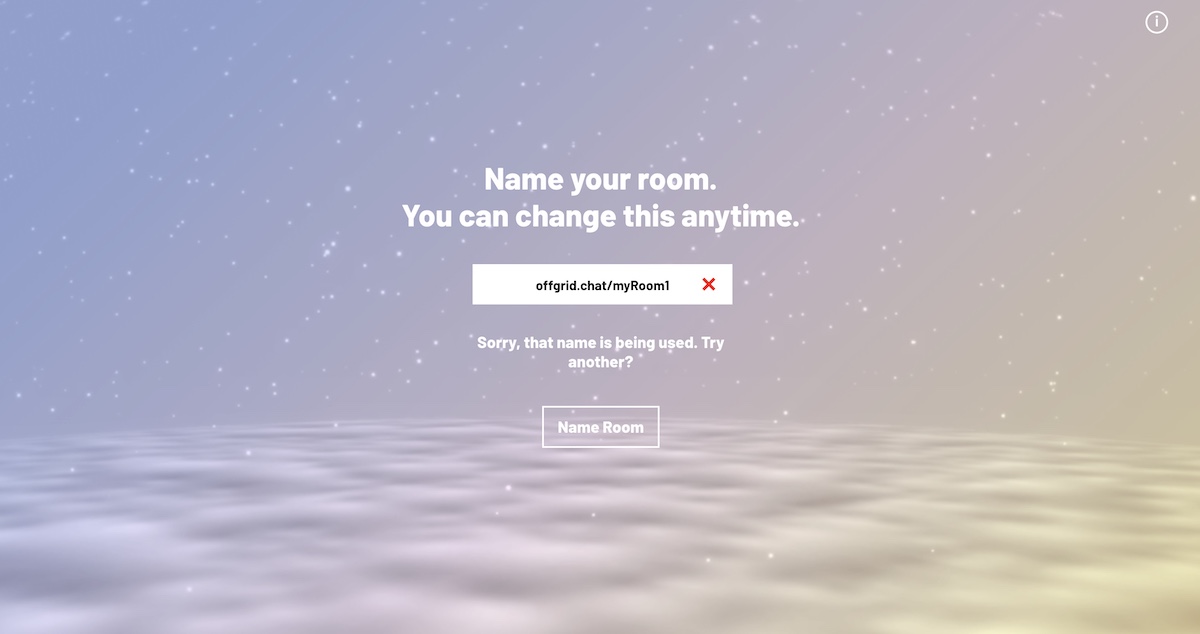 Name your room.
You can change this anytime.
offgrid.chat/myRoom1
Sorry, that name is being used. Try
another?
Name Room